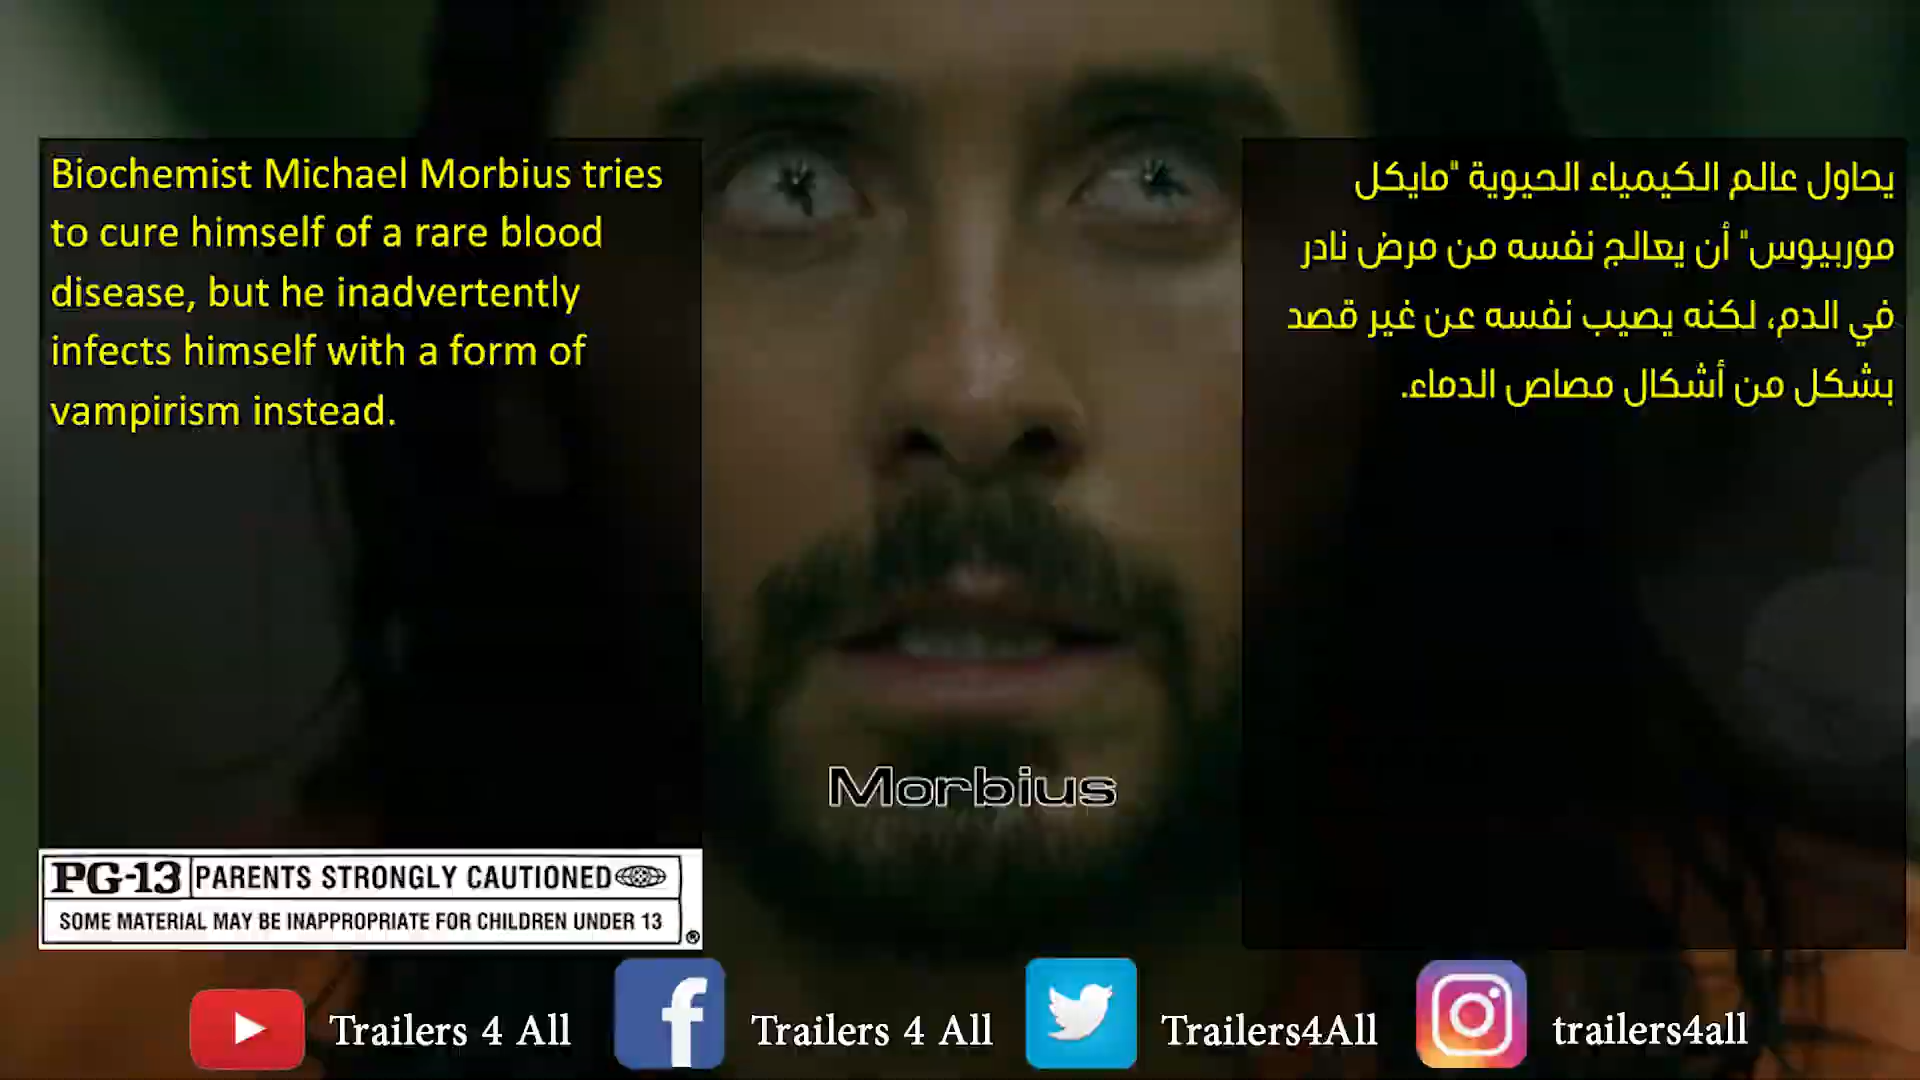 Biochemist Michael Morbius tries
to cure himself of a rare blood
disease, but he inadvertently
infects himself with a form of
vampirism instead.
يحاول عالم الكيمياء الحيوية "مايكل
موربيوس" أن يعالج نفسه من مرض نادر
في الدم، لكنه يصيب نفسه عن غير قصد
بشكل من أشكال مصاص الدماء.
Morbius
PG-13 PARENTS STRONGLY CAUTIONED
SOME MATERIAL MAY BE INAPPROPRIATE FOR CHILDREN UNDER 13 ®
Trailers 4 All
Trailers 4 All
Trailers4All
trailers4all